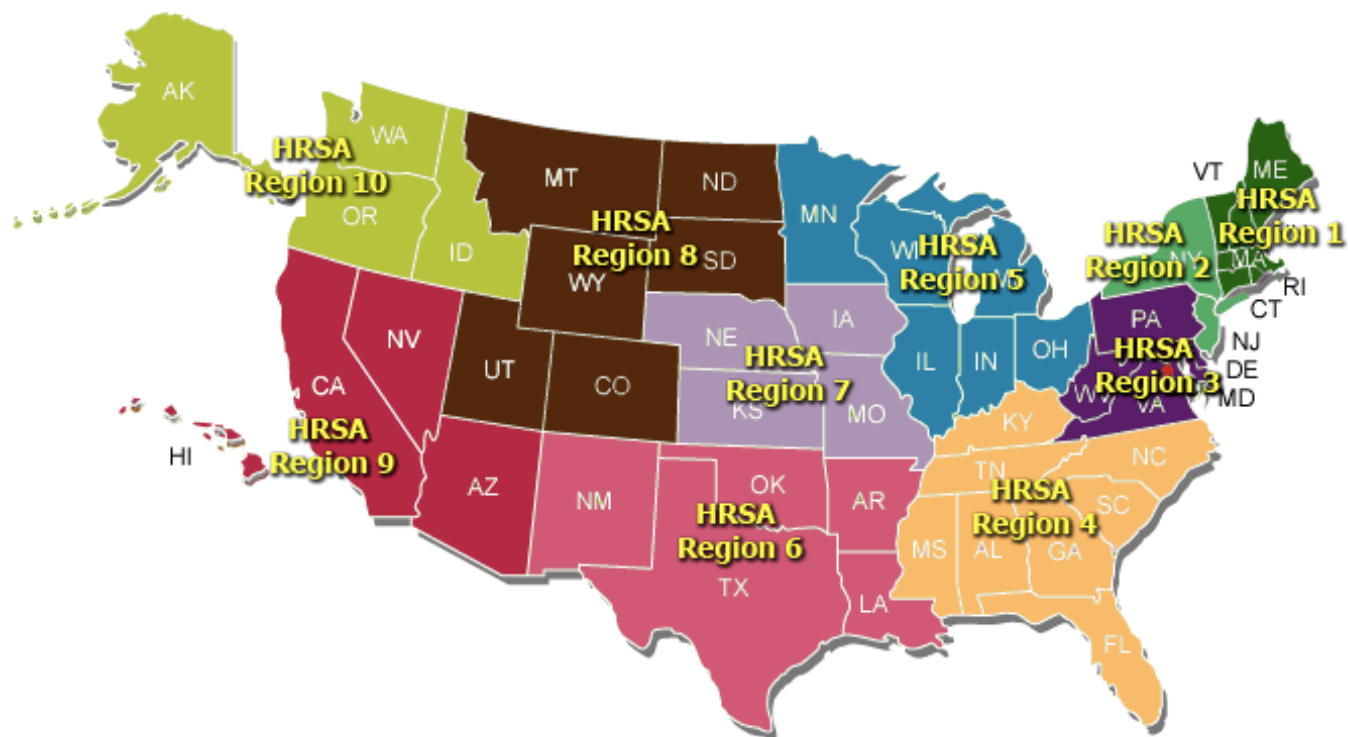 AK
WA
HRSA
Region 10
OR
ID
MT
ND
HRSA
Region 8
SD
WY
UT
CO
MN
WI
HRSA
Region 5
M
IL
IN
OH
VT
ME
HRSA
Region 1
MA
RI
CT
HRSA
Region 2
NY
NJ
PA
HRSA
Region 3
DE
MD
WV
VA
NE
IA
HRSA
Region 7
KS
MO
NV
CA
HRSA
Region 9
HI
AZ
NM
OK
AR
HRSA
Region 6
TX
LA
KY
TN
NC
HRSA
Region 4
SC
MS
AL
GA
FL